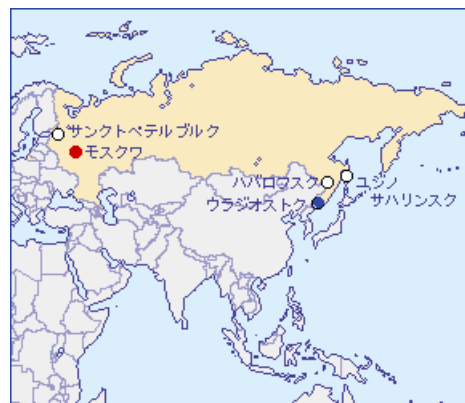 サンクトペテルブルク
モスクワ
ハバロフスク
ユジノ
サハリンスク
ウラジオストク